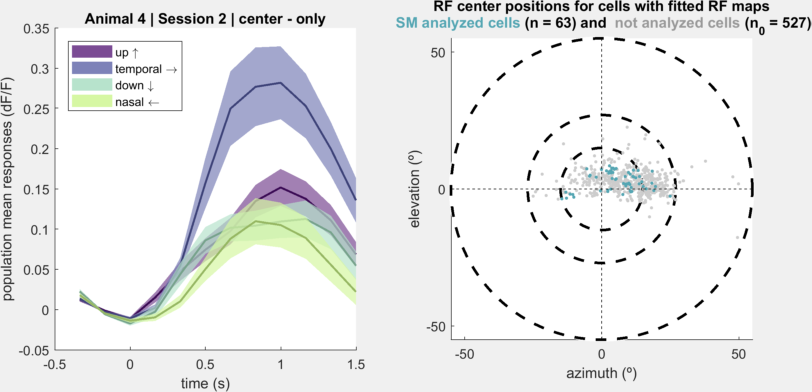 Animal 4 | Session 2 | center - only
population mean responses (dF/F)
0.35
0.3
0.25
0.2
0.15
0.1
0.05
0
-0.05
up ↑
temporal →
down ↓
nasal ←
-0.5
0
0.5
1
1.5
time (s)
RF center positions for cells with fitted RF maps
SM analyzed cells (n = 63) and not analyzed cells (n0 = 527)
elevation (º)
50
0
-50
-50
0
50
azimuth (º)